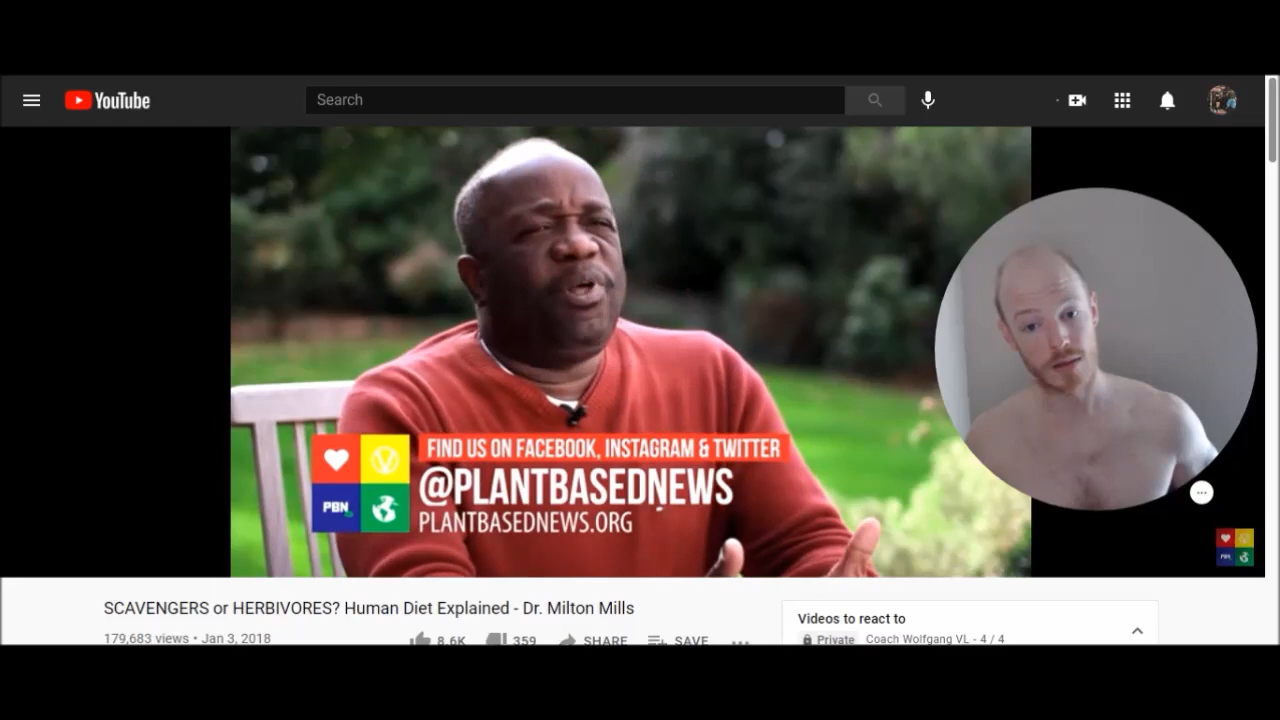 YouTube
Search
FIND US ON FACEBOOK, INSTAGRAM & TWITTER
@PLANTBASEDNEWS
PBN
PLANTBASEDNEWS.ORG
PBN
SCAVENGERS or HERBIVORES? Human Diet Explained - Dr. Milton Mills
179,683 views • Jan 3, 2018
8.6K
359
SHARE
SAVE
Videos to react to
Private Coach Wolfgang VL - 4 / 4